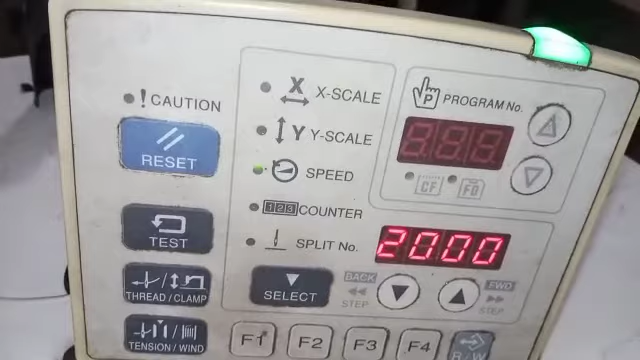 ! CAUTION
RESET
TEST
THREAD / CLAMP
TENSION / WIND
X X-SCALE
Y Y-SCALE
SPEED
123 COUNTER
SPLIT No.
SELECT
P PROGRAM No.
CF FD
2000
BACK
STEP
FWD
STEP
F1 F2 F3 F4
R/W